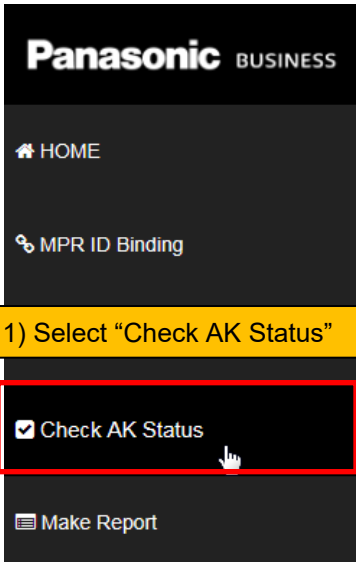 Panasonic BUSINESS
HOME
MPR ID Binding
1) Select “Check AK Status”
Check AK Status
Make Report